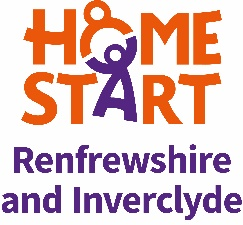 HOME
START
Renfrewshire
and Inverclyde